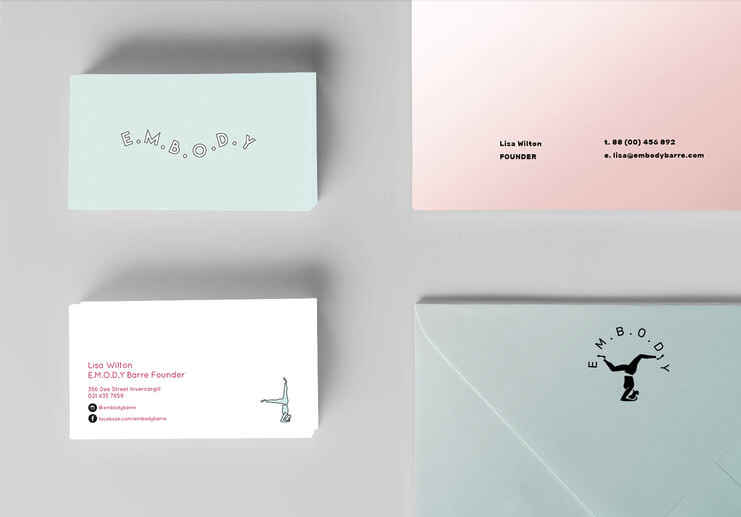 E.M.B.O.D.Y
Lisa Wilton
FOUNDER
t. 88 (00) 456 892
e. lisa@embodybarre.com
Lisa Wilton
E.M.O.D.Y Barre Founder
356 Dee Street Invercargill
021 435 7859
@embodybarre
facebook.com/embodybarre
E.M.B.O.D.Y